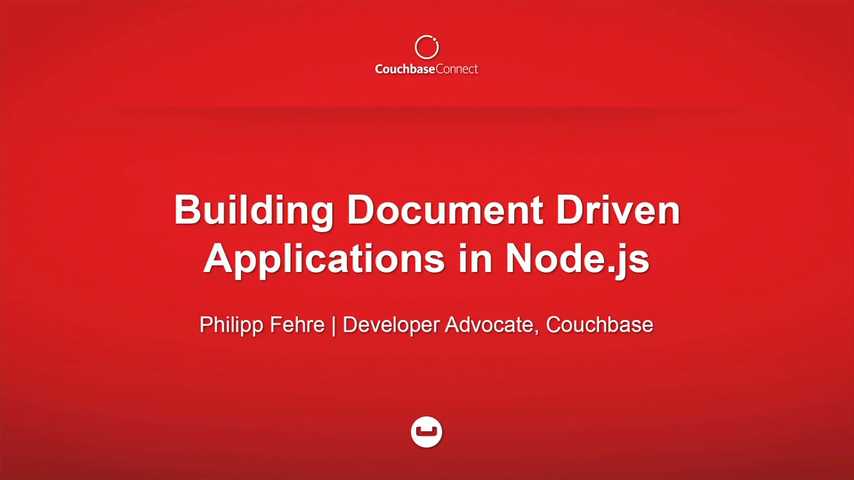 CouchbaseConnect
Building Document Driven
Applications in Node.js
Philipp Fehre | Developer Advocate, Couchbase